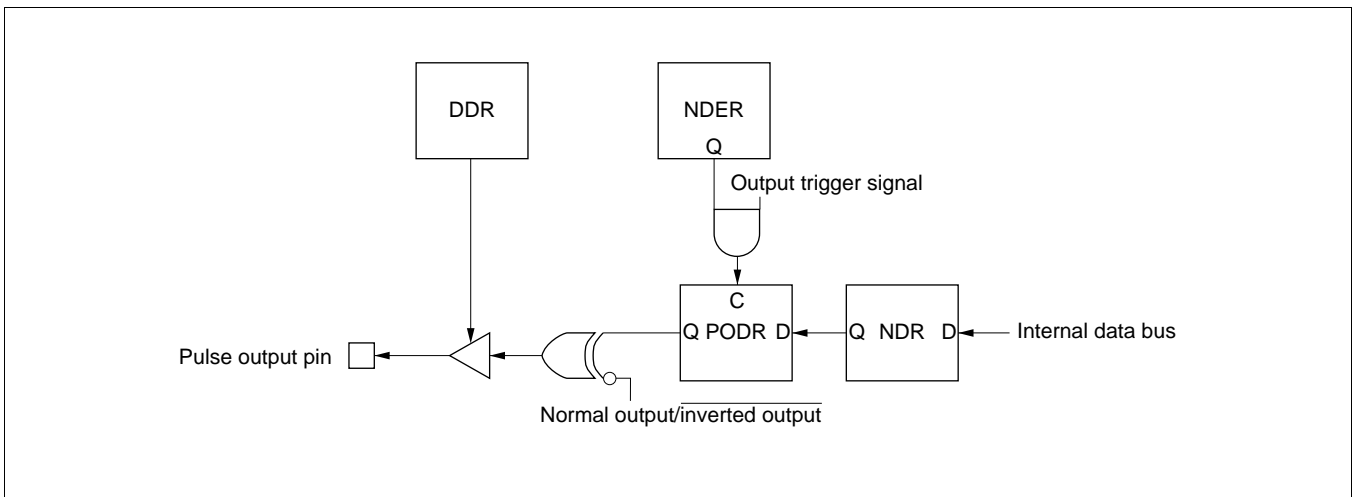 DDR
NDER
Q
Output trigger signal
C
Q PODR D
Q NDR D
Internal data bus
Pulse output pin
Normal output/inverted output